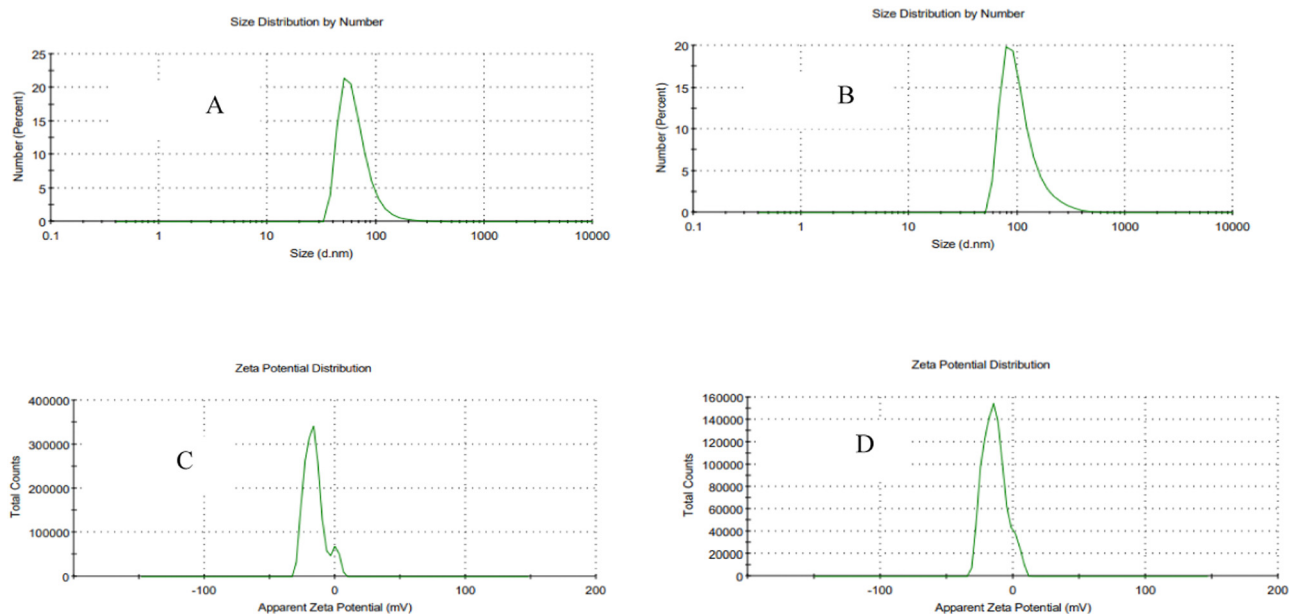 Size Distribution by Number
25
20
15
10
5
0
Number (Percent)
A
0.1 1 10 100 1000 10000
Size (d.nm)
Size Distribution by Number
20
15
10
5
0
Number (Percent)
B
0.1 1 10 100 1000 10000
Size (d.nm)
Zeta Potential Distribution
400000
300000
200000
100000
0
Total Counts
C
-100 0 100 200
Apparent Zeta Potential (mV)
Zeta Potential Distribution
160000
140000
120000
100000
80000
60000
40000
20000
0
Total Counts
D
-100 0 100 200
Apparent Zeta Potential (mV)